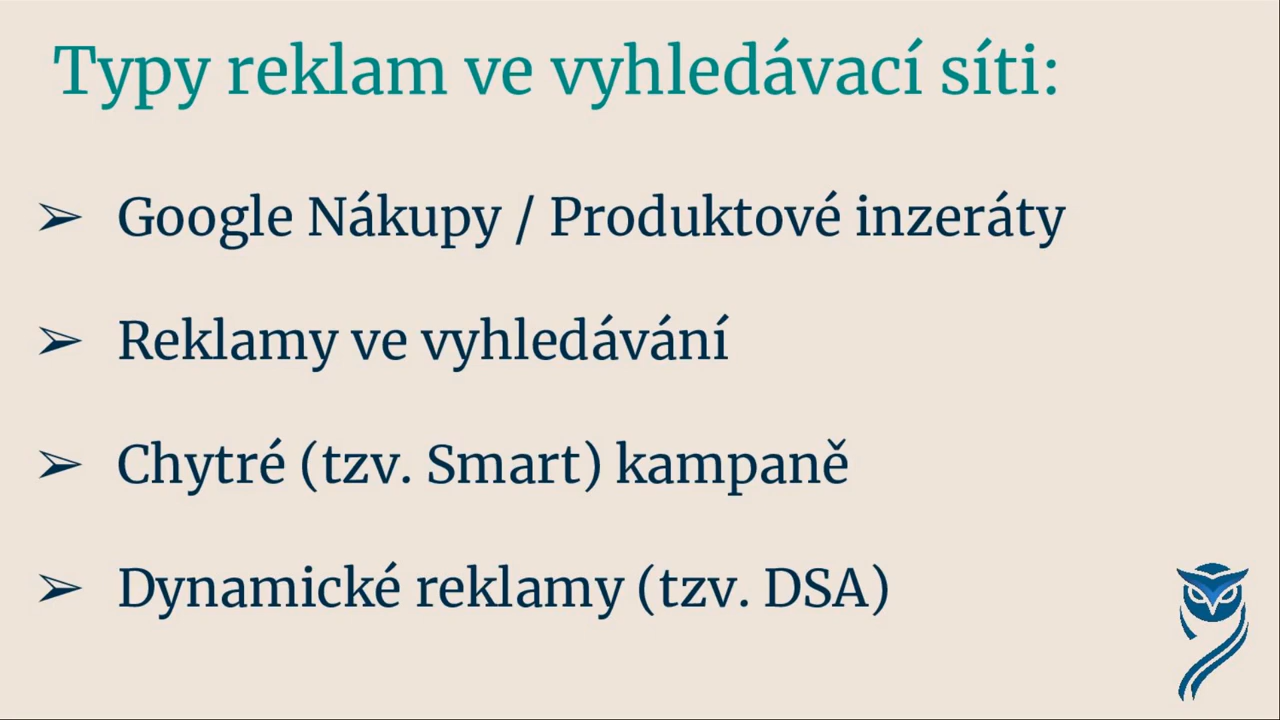 Typy reklam ve vyhledávací síti:
➢ Google Nákupy / Produktové inzeráty
➢ Reklamy ve vyhledávání
➢ Chytré (tzv. Smart) kampaně
➢ Dynamické reklamy (tzv. DSA)